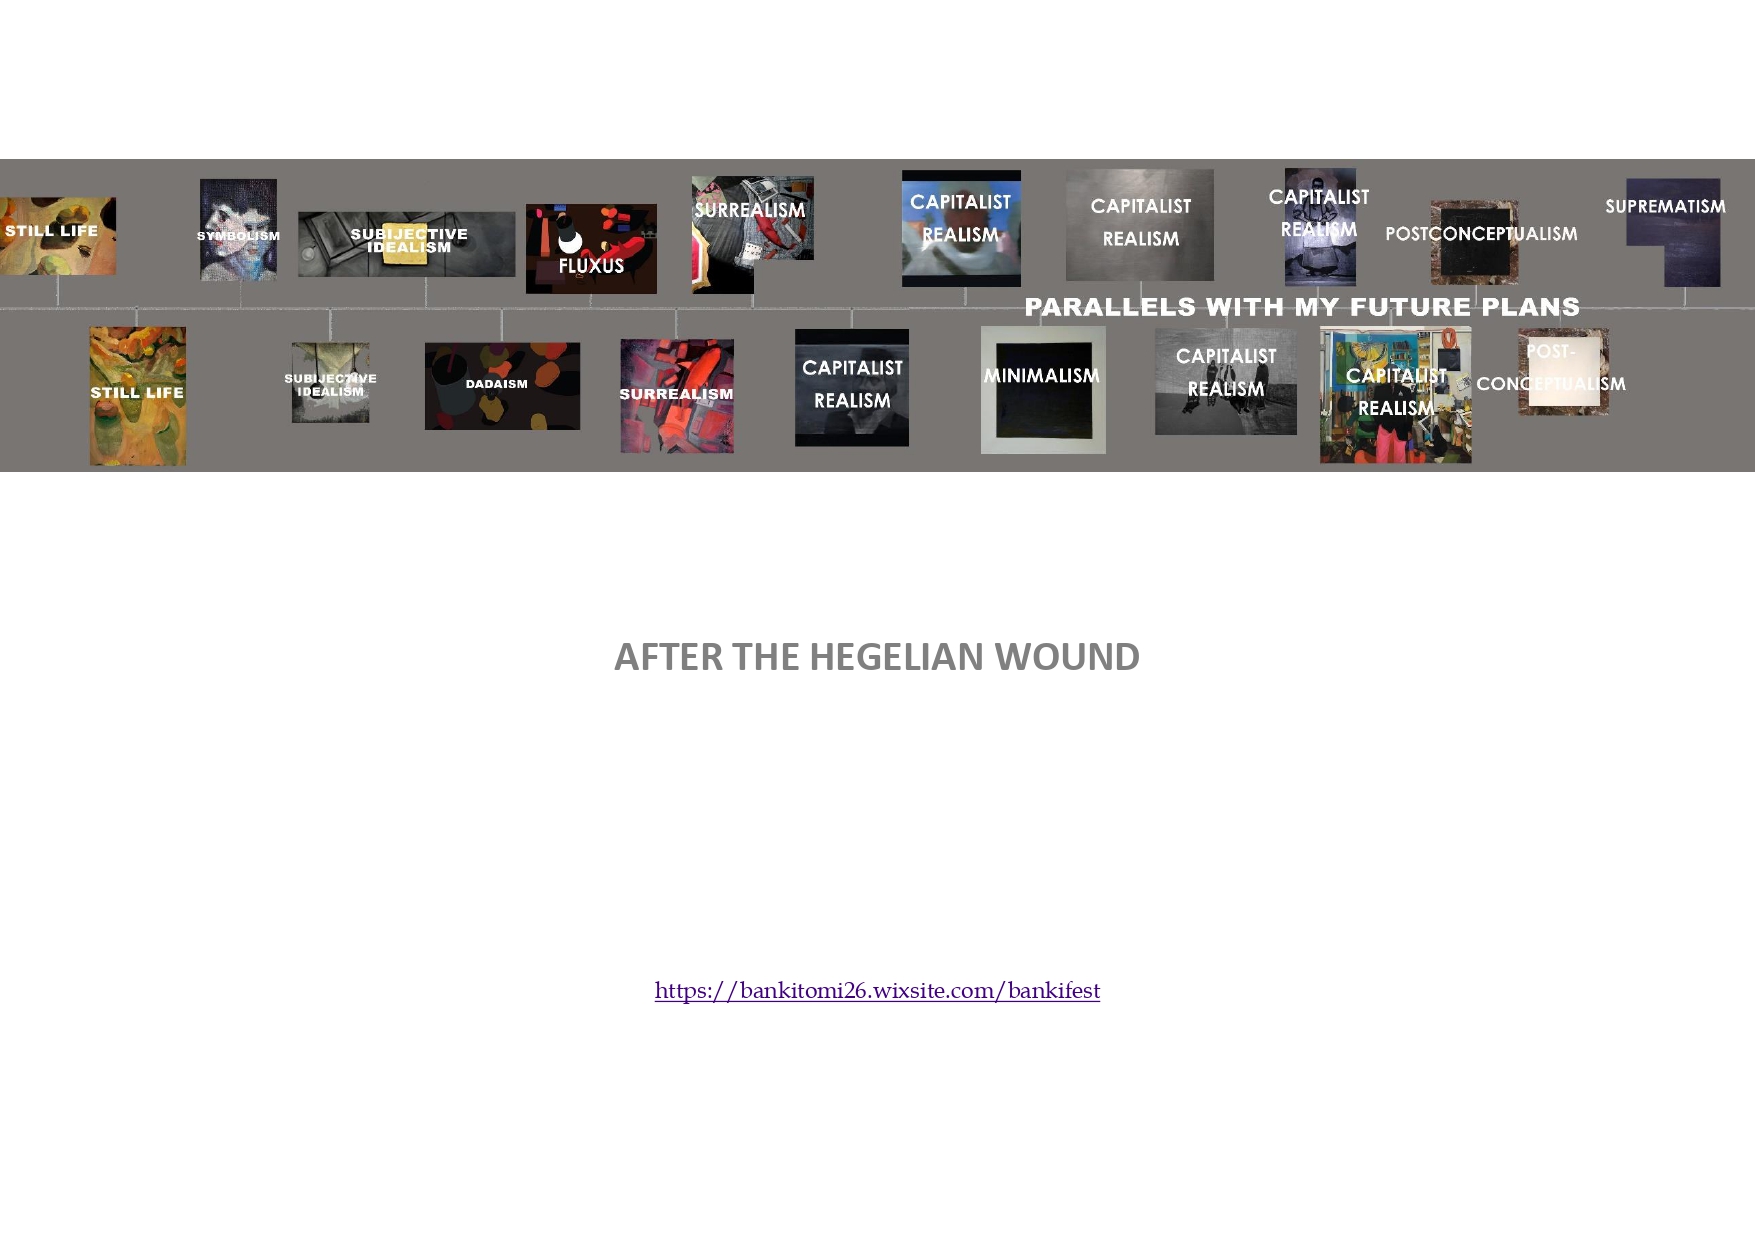 STILL LIFE
SYMBOLISM
SUBIJECTIVE
IDEALISM
FLUXUS
SURREALISM
CAPITALIST
REALISM
CAPITALIST
REALISM
CAPITALIST
REALISM
POSTCONCEPTUALISM
SUPREMATISM
PARALLELS WITH MY FUTURE PLANS
STILL LIFE
SUBIJECTIVE
IDEALISM
DADAISM
SURREALISM
CAPITALIST
REALISM
MINIMALISM
CAPITALIST
REALISM
CAPITALIST
REALISM
POST-
CONCEPTUALISM
AFTER THE HEGELIAN WOUND
https://bankitomi26.wixsite.com/bankifest